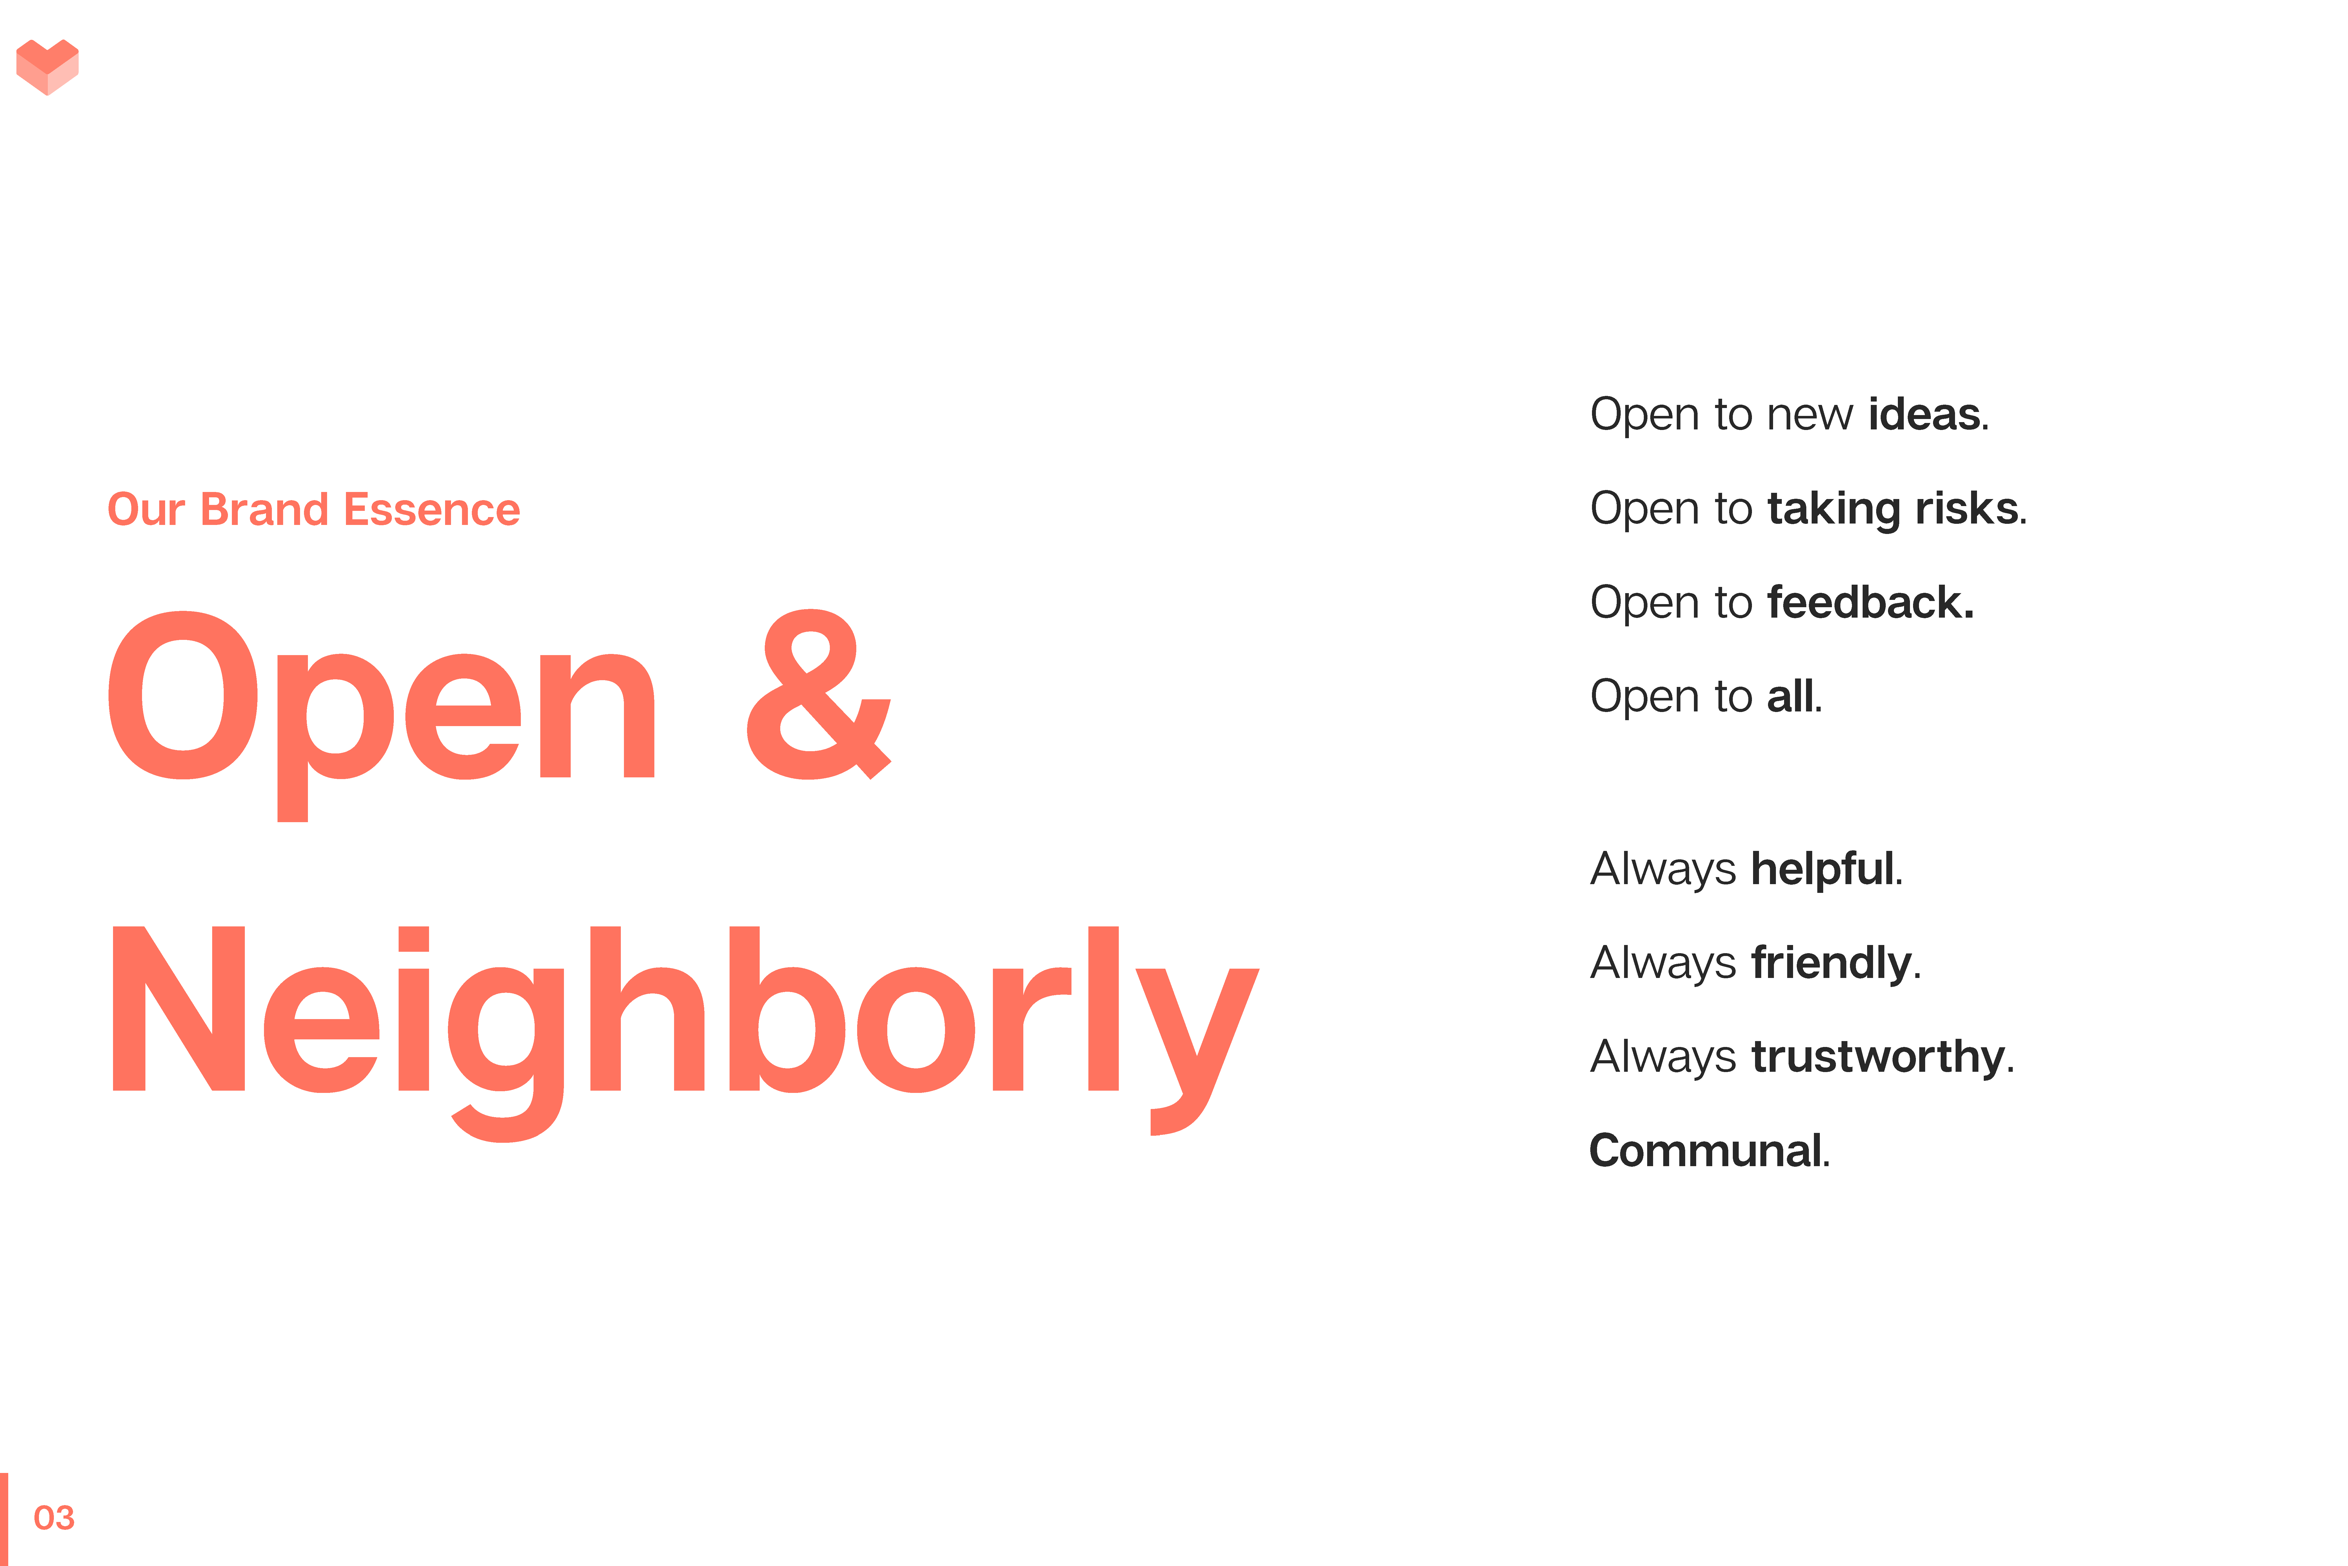 Our Brand Essence
Open &
Neighborly
Open to new ideas.
Open to taking risks.
Open to feedback.
Open to all.
Always helpful.
Always friendly.
Always trustworthy.
Communal.
03